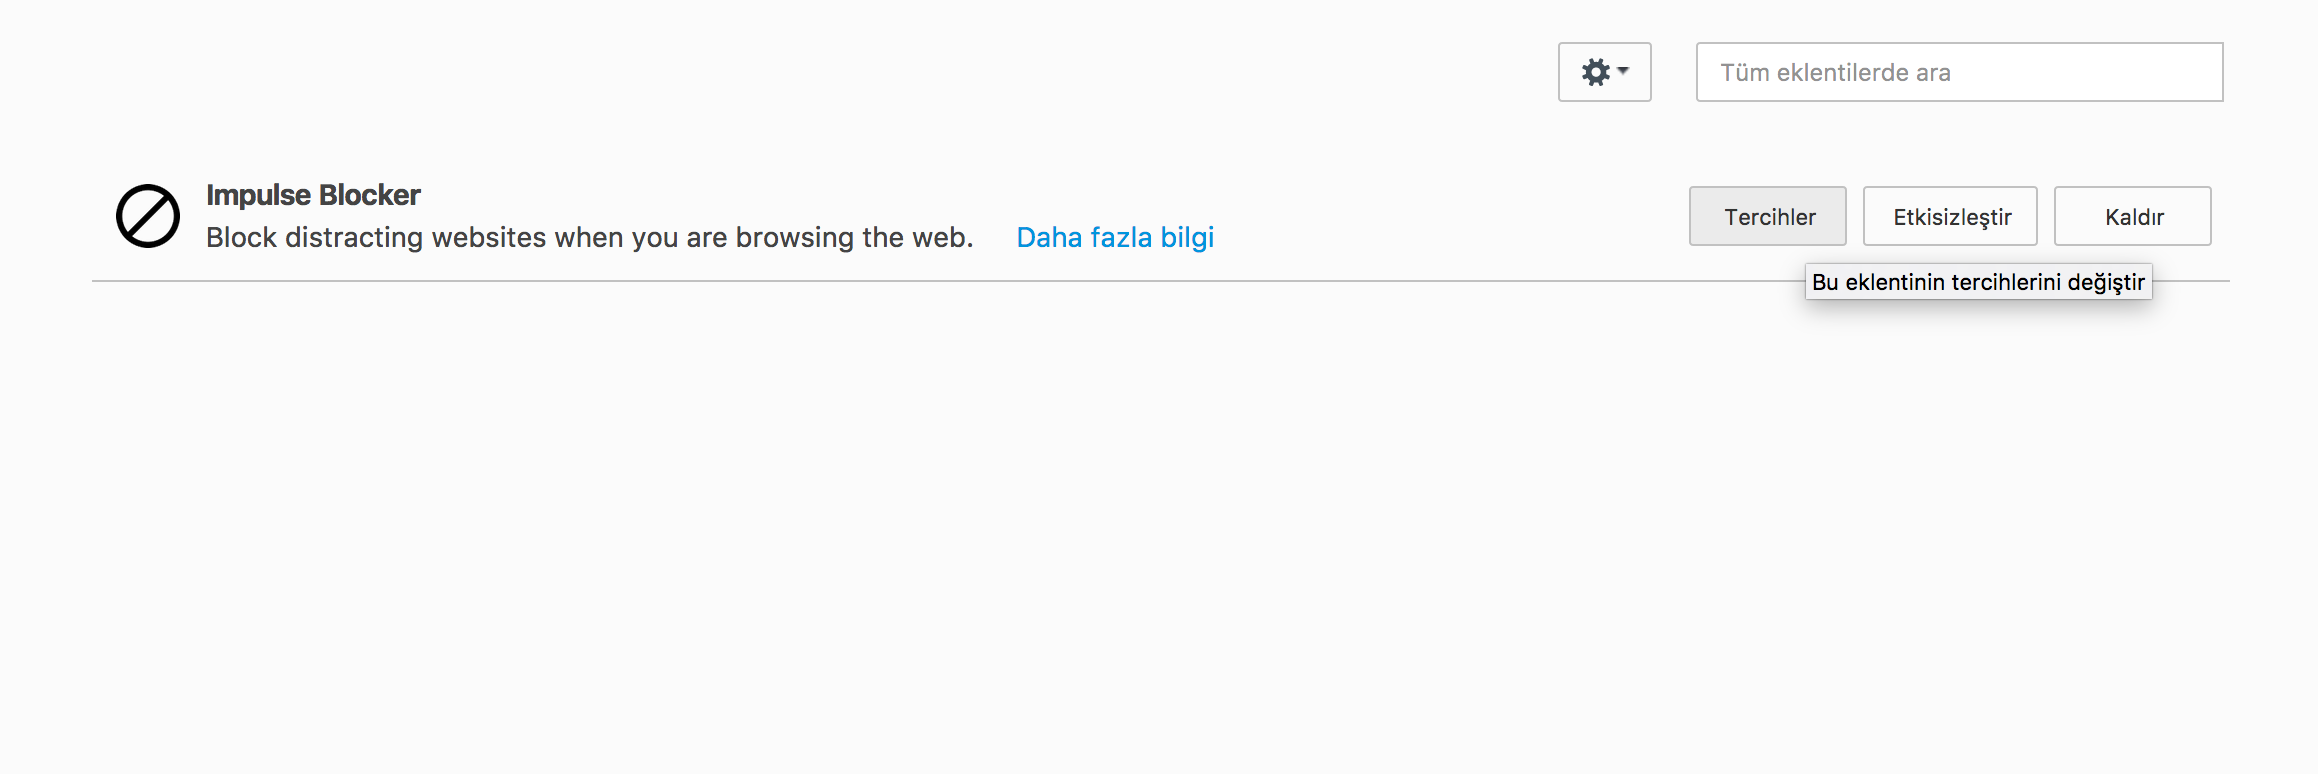 Tüm eklentilerde ara
Impulse Blocker
Block distracting websites when you are browsing the web. Daha fazla bilgi
Tercihler Etkisizleştir Kaldır
Bu eklentinin tercihlerini değiştir